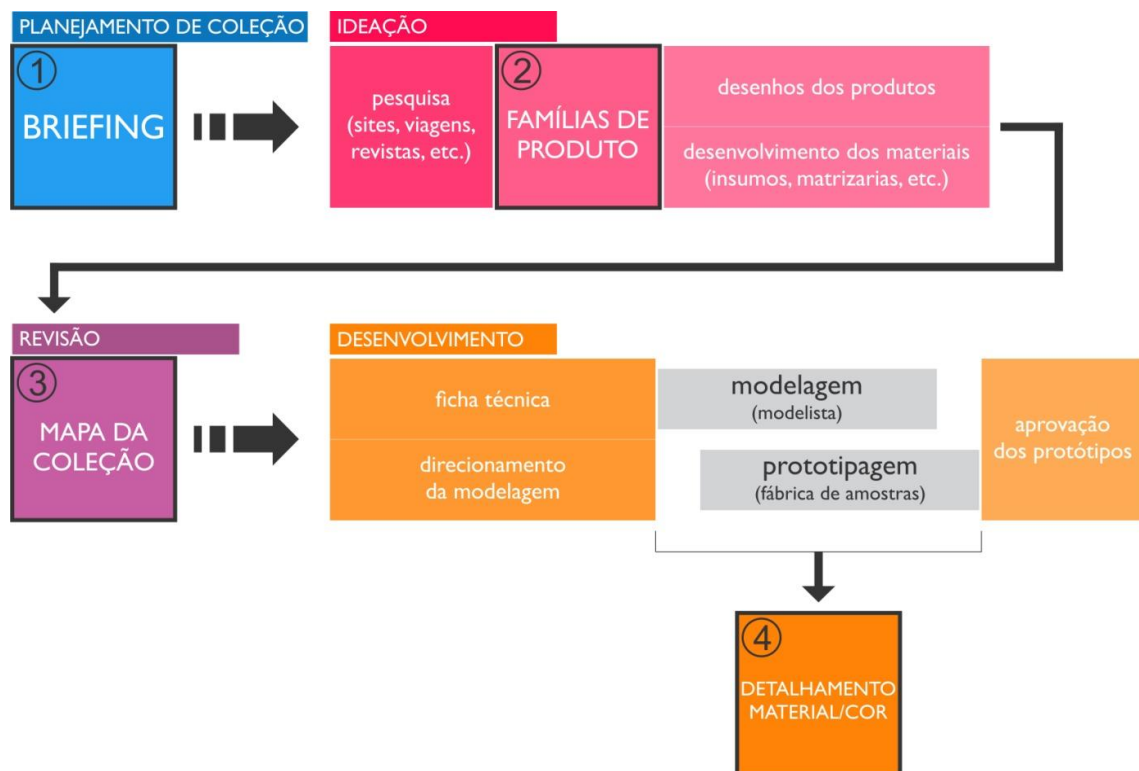 PLANEJAMENTO DE COLEÇÃO
1
BRIEFING
IDEAÇÃO
pesquisa
(sites, viagens,
revistas, etc.)
2
FAMÍLIAS DE
PRODUTO
desenhos dos produtos
desenvolvimento dos materiais
(insumos, matrizarias, etc.)
REVISÃO
3
MAPA DA
COLEÇÃO
DESENVOLVIMENTO
ficha técnica
direcionamento
da modelagem
modelagem
(modelista)
prototipagem
(fábrica de amostras)
aprovação
dos protótipos
4
DETALHAMENTO
MATERIAL/COR